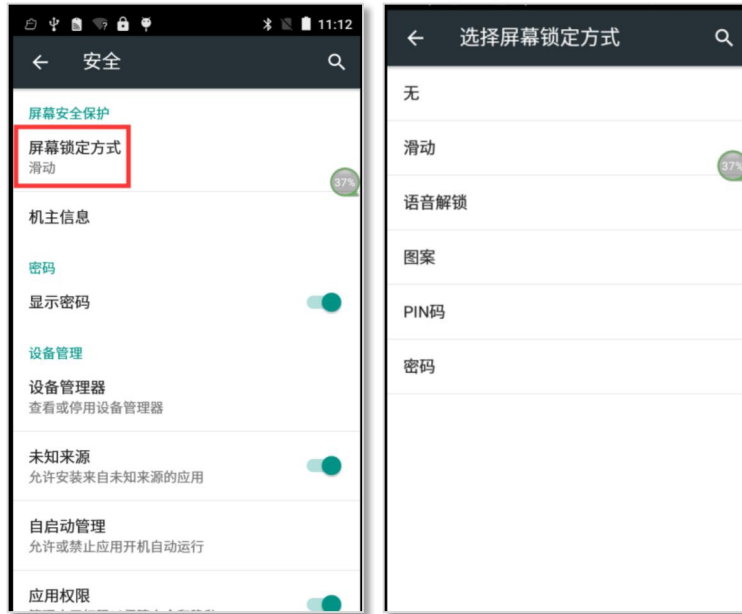 11:12
安全
屏幕安全保护
屏幕锁定方式
滑动
37%
机主信息
密码
显示密码
设备管理
设备管理器
查看或停用设备管理器
未知来源
允许安装来自未知来源的应用
自启动管理
允许或禁止应用开机自动运行
应用权限
选择屏幕锁定方式
无
滑动
37%
语音解锁
图案
PIN码
密码